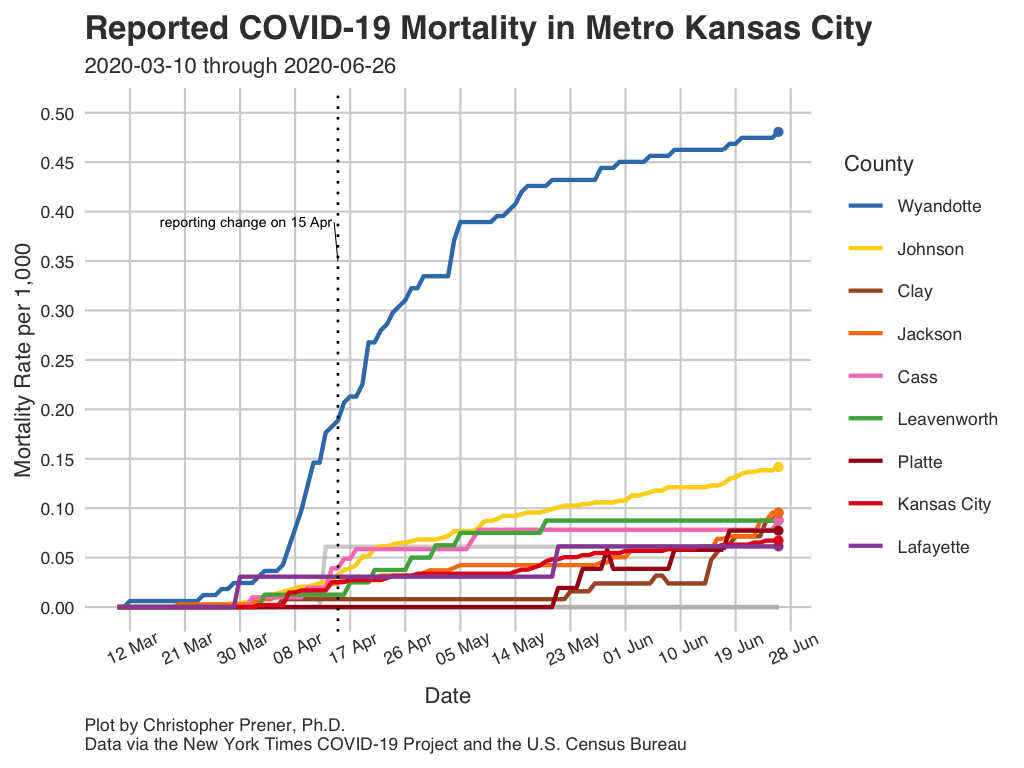 Reported COVID-19 Mortality in Metro Kansas City
2020-03-10 through 2020-06-26
0.50
0.45
0.40
0.35
0.30
0.25
0.20
0.15
0.10
0.05
0.00
Mortality Rate per 1,000
reporting change on 15 Apr
12 Mar
21 Mar
30 Mar
08 Apr
17 Apr
26 Apr
05 May
14 May
23 May
01 Jun
10 Jun
19 Jun
28 Jun
Date
County
Wyandotte
Johnson
Clay
Jackson
Cass
Leavenworth
Platte
Kansas City
Lafayette
Plot by Christopher Prener, Ph.D.
Data via the New York Times COVID-19 Project and the U.S. Census Bureau